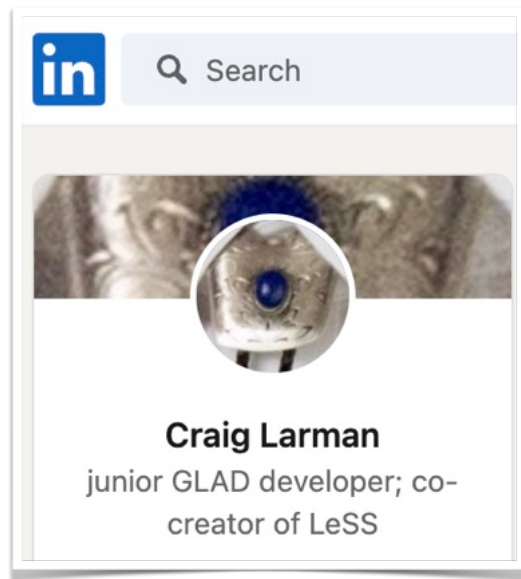 in
Search
Craig Larman
junior GLAD developer; co-
creator of LeSS